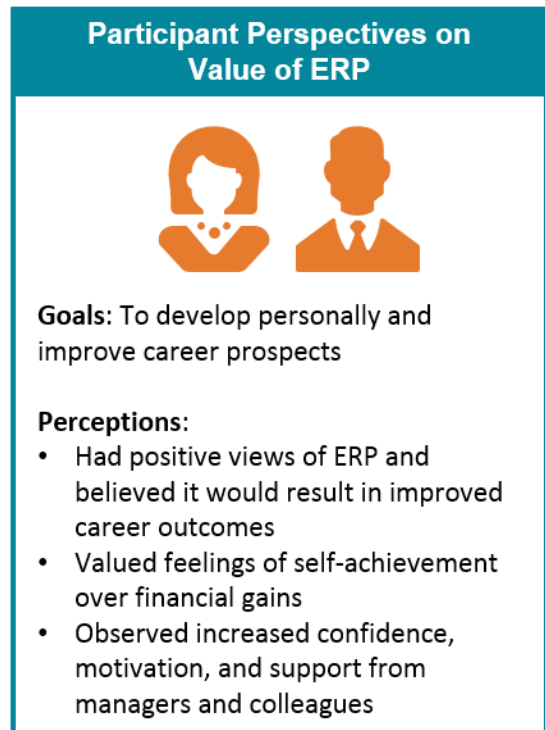 Participant Perspectives on
Value of ERP
Goals: To develop personally and
improve career prospects
Perceptions:
• Had positive views of ERP and
believed it would result in improved
career outcomes
• Valued feelings of self-achievement
over financial gains
• Observed increased confidence,
motivation, and support from
managers and colleagues